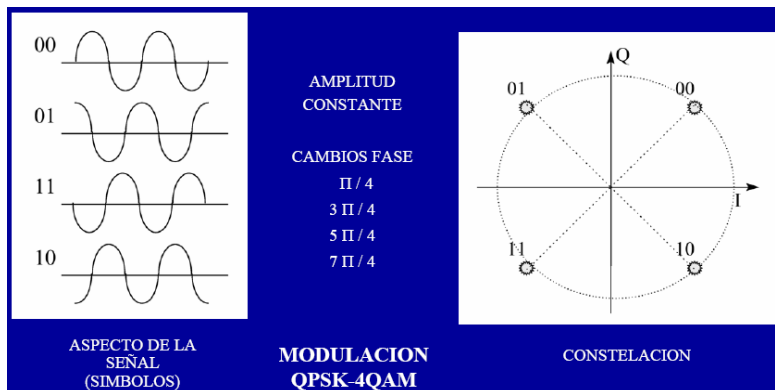 00
01
11
10
ASPECTO DE LA
SEÑAL
(SIMBOLOS)
AMPLITUD
CONSTANTE
CAMBIOS FASE
Π / 4
3 Π / 4
5 Π / 4
7 Π / 4
MODULACION
QPSK-4QAM
Q
01 00
I
11 10
CONSTELACION